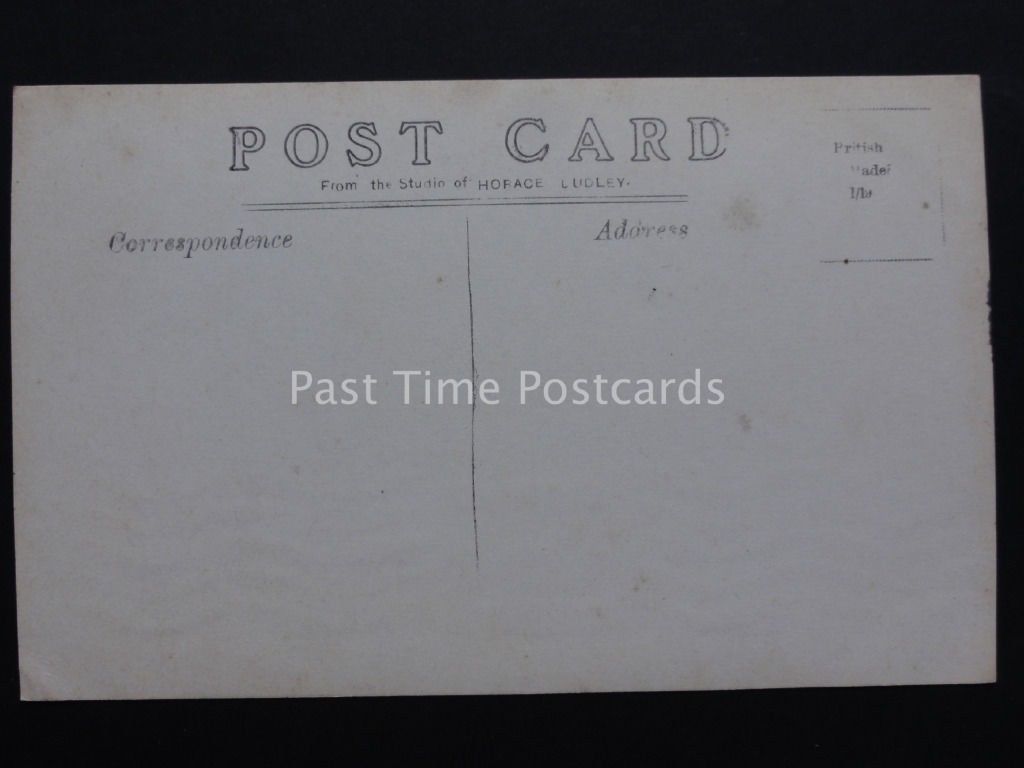 POST CARD
From the Studio of HORACE DUDLEY.
Correspondence
Address
British
Made
Past Time Postcards